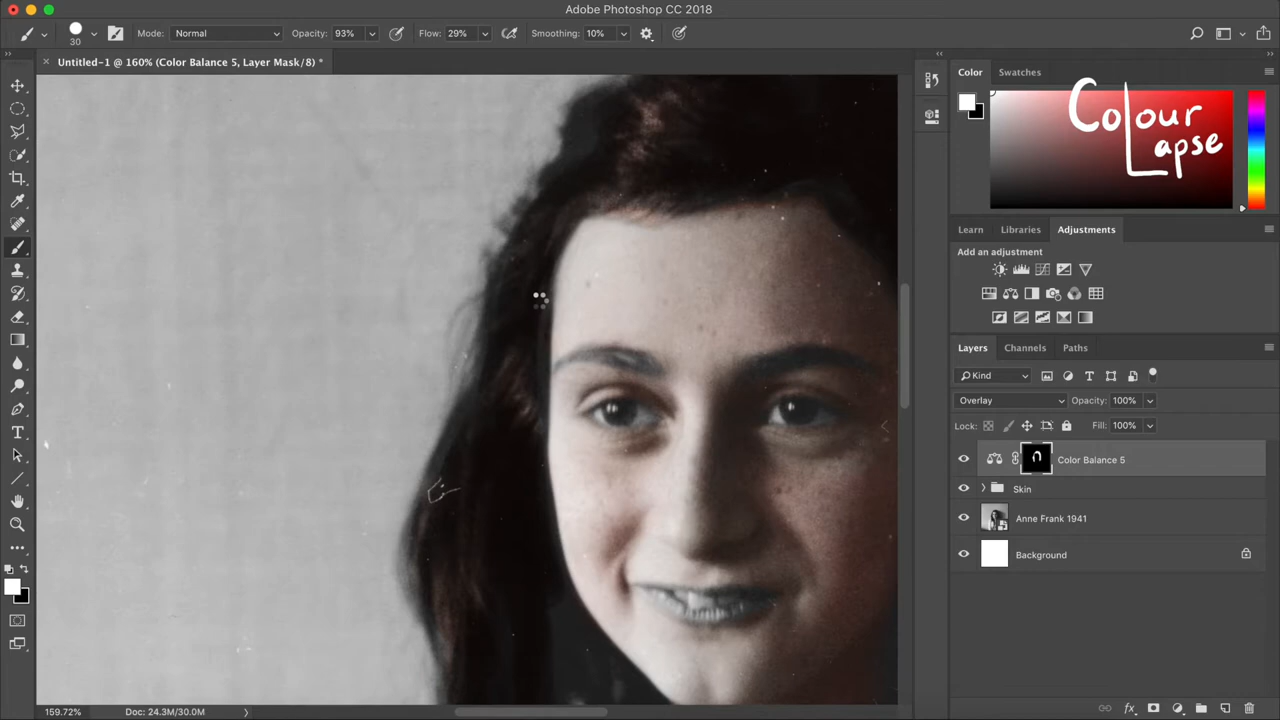 Adobe Photoshop CC 2018
30
Mode: Normal
Opacity: 93%
Flow: 29%
Smoothing: 10%
Untitled-1 @ 160% (Color Balance 5, Layer Mask/8) *
Color
Swatches
Colour
Lapse
Learn
Libraries
Adjustments
Add an adjustment
Layers
Channels
Paths
Kind
Overlay
Opacity: 100%
Lock:
Fill: 100%
Color Balance 5
Skin
Anne Frank 1941
Background
159.72%
Doc: 24.3M/30.0M
fx